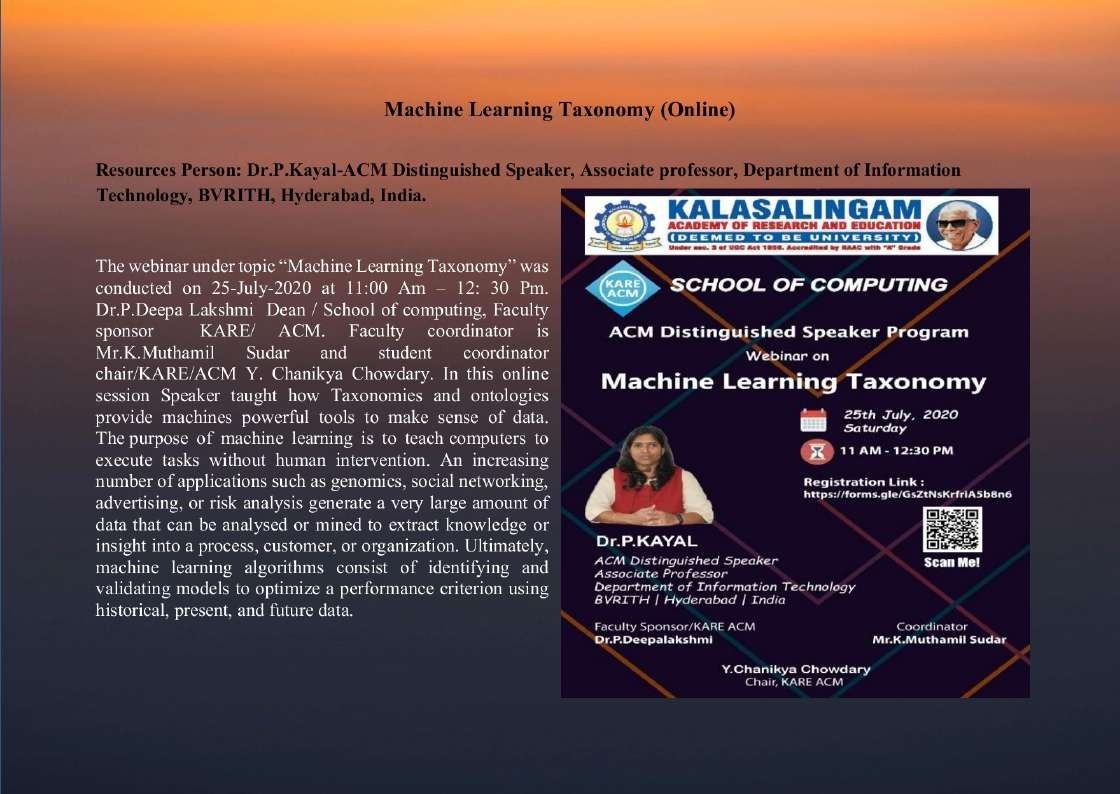 Machine Learning Taxonomy (Online)
Resources Person: Dr.P.Kayal-ACM Distinguished Speaker, Associate professor, Department of Information
Technology, BVRITH, Hyderabad, India.
The webinar under topic “Machine Learning Taxonomy” was
conducted on 25-July-2020 at 11:00 Am – 12: 30 Pm.
Dr.P.Deepa Lakshmi Dean / School of computing, Faculty
sponsor KARE/ ACM. Faculty coordinator is
Mr.K.Muthamil Sudar and student coordinator
chair/KARE/ACM Y. Chanikya Chowdary. In this online
session Speaker taught how Taxonomies and ontologies
provide machines powerful tools to make sense of data.
The purpose of machine learning is to teach computers to
execute tasks without human intervention. An increasing
number of applications such as genomics, social networking,
advertising, or risk analysis generate a very large amount of
data that can be analysed or mined to extract knowledge or
insight into a process, customer, or organization. Ultimately,
machine learning algorithms consist of identifying and
validating models to optimize a performance criterion using
historical, present, and future data.
KALASALINGAM
ACADEMY OF RESEARCH AND EDUCATION
(DEEMED TO BE UNIVERSITY)
Under sec. 3 of UGC Act 1956. Accredited by NAAC with "A" Grade
KARE
ACM
SCHOOL OF COMPUTING
ACM Distinguished Speaker Program
Webinar on
Machine Learning Taxonomy
25th July, 2020
Saturday
11 AM - 12:30 PM
Registration Link :
https://forms.gle/GsZtNsKrfriA5b8n6
Scan Me!
Dr.P.KAYAL
ACM Distinguished Speaker
Associate Professor
Department of Information Technology
BVRITH | Hyderabad | India
Faculty Sponsor/KARE ACM
Dr.P.Deepalakshmi
Coordinator
Mr.K.Muthamil Sudar
Y.Chanikya Chowdary
Chair, KARE ACM